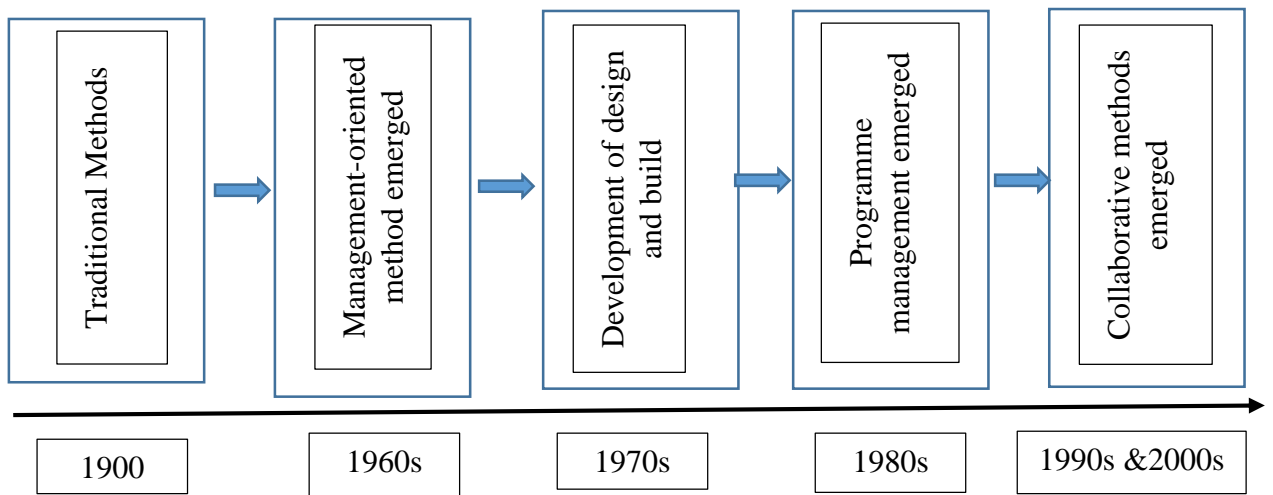 Traditional Methods
Management-oriented
method emerged
Development of design
and build
Programme
management emerged
Collaborative methods
emerged
1900
1960s
1970s
1980s
1990s &2000s